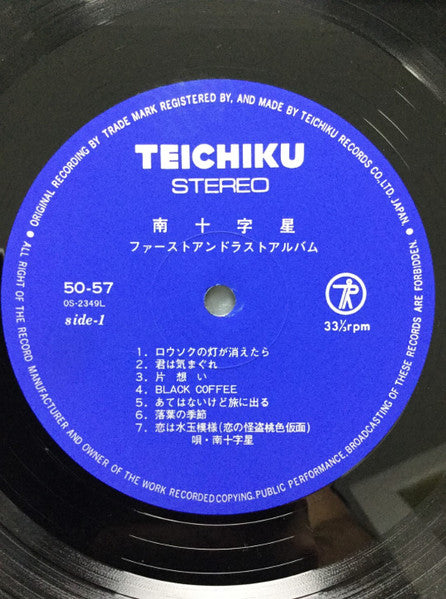 ● ORIGINAL RECORDING BY TRADE MARK REGISTERED BY, AND MADE BY TEICHIKU RECORDS CO., LTD. JAPAN. ●
TEICHIKU
STEREO
南十字星
ファーストアンドラストアルバム
50-57
OS-2349L
side-1
TR
33⅓rpm
1. ロウソクの灯が消えたら
2. 君は気まぐれ
3. 片想い
4. BLACK COFFEE
5. あてはないけど旅に出る
6. 落葉の季節
7. 恋は水玉模様(恋の怪盗桃色仮面)
唄・南十字星
ALL RIGHT OF THE RECORD MANUFACTURER AND OWNER OF THE WORK RECORDED COPYING. PUBLIC PERFORMANCE. BROADCASTING OF THESE RECORDS ARE FORBIDDEN.